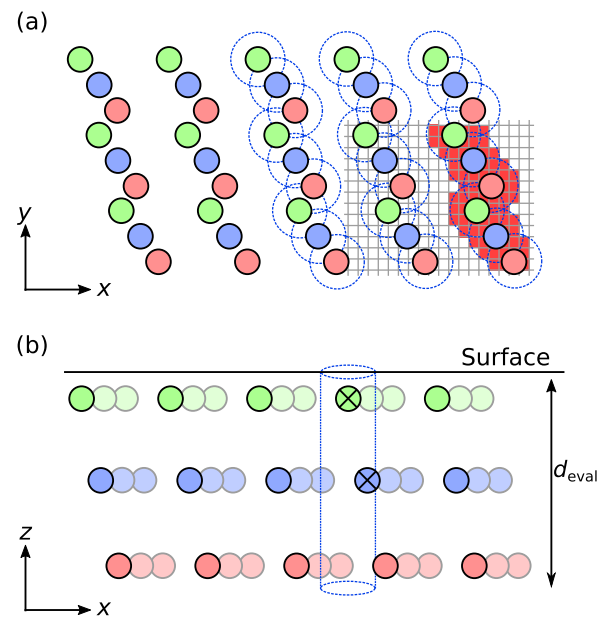 (a)
y
x
(b)
Surface
d_eval
z
x